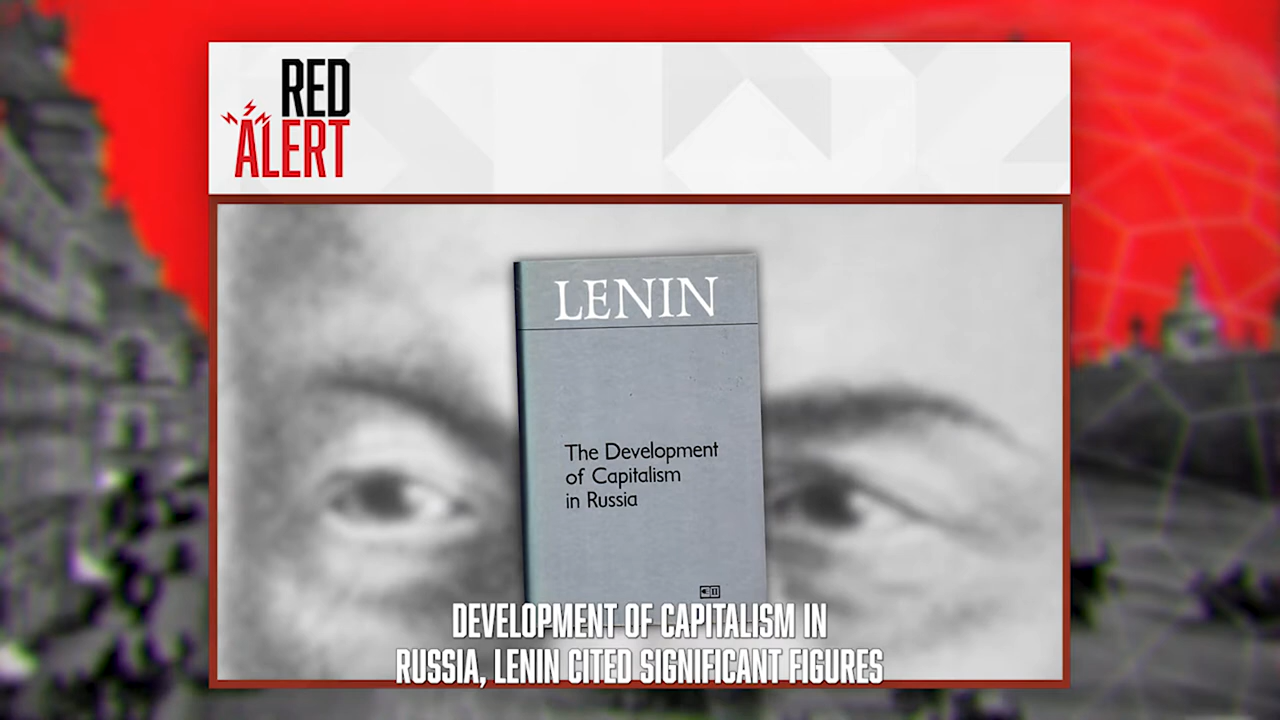 RED
ALERT
LENIN
The Development
of Capitalism
in Russia
DEVELOPMENT OF CAPITALISM IN
RUSSIA, LENIN CITED SIGNIFICANT FIGURES